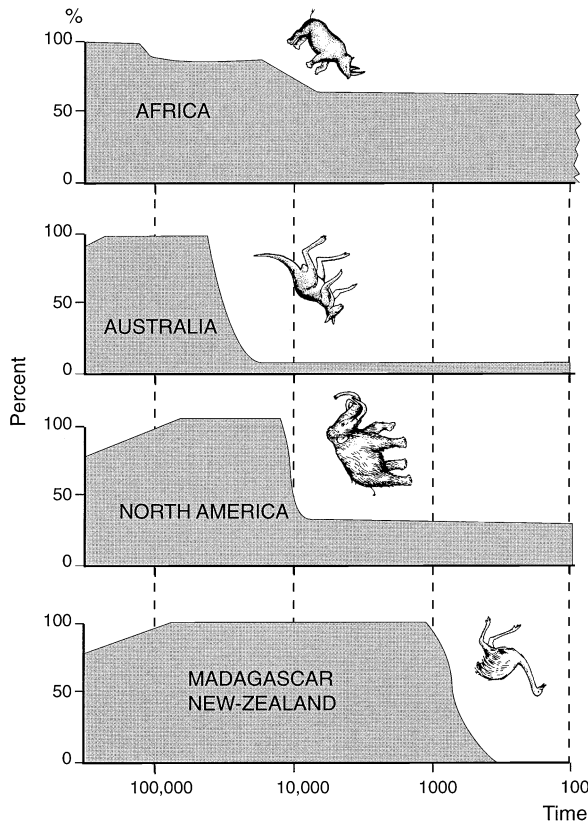 %
100
50
0
AFRICA
100
50
0
AUSTRALIA
Percent
100
50
0
NORTH AMERICA
100
50
0
MADAGASCAR
NEW-ZEALAND
100,000
10,000
1000
100
Time